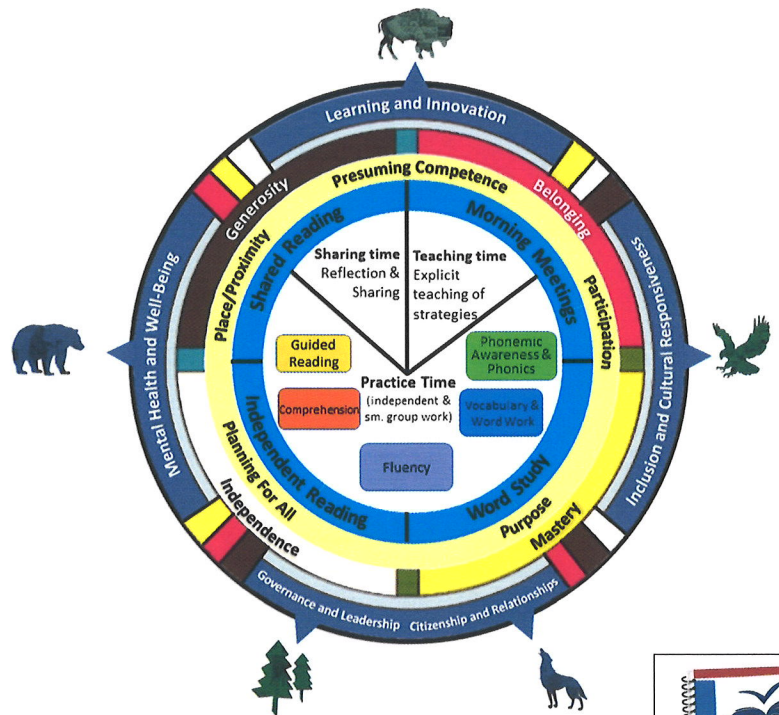 Learning and Innovation
Generosity
Presuming Competence
Belonging
Shared Reading
Morning Meetings
Sharing time
Reflection &
Sharing
Teaching time
Explicit
teaching of
strategies
Mental Health and Well-Being
Place/Proximity
Participation
Inclusion and Cultural Responsiveness
Guided
Reading
Phonemic
Awareness &
Phonics
Practice Time
(independent &
sm. group work)
Comprehension
Vocabulary &
Word Work
Fluency
Independent Reading
Word Study
Planning For All
Purpose
Independence
Mastery
Governance and Leadership
Citizenship and Relationships